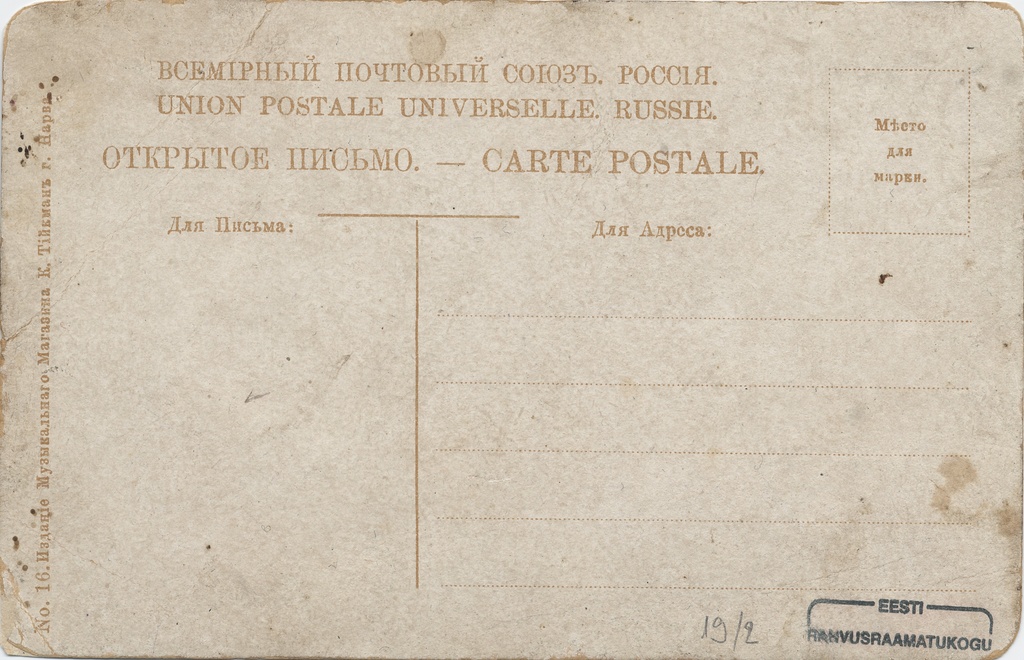 ВСЕМІРНЫЙ ПОЧТОВЫЙ СОЮЗЪ. РОССІЯ.
UNION POSTALE UNIVERSELLE. RUSSIE.
ОТКРЫТОЕ ПИСЬМО. — CARTE POSTALE.
Мѣсто
для
марки.
Для Письма:
Для Адреса:
No. 16. Изданіе Музыкальнаго Магазина К. Тійкманъ г. Нарва.
19/2
EESTI
RAHVUSRAAMATUKOGU